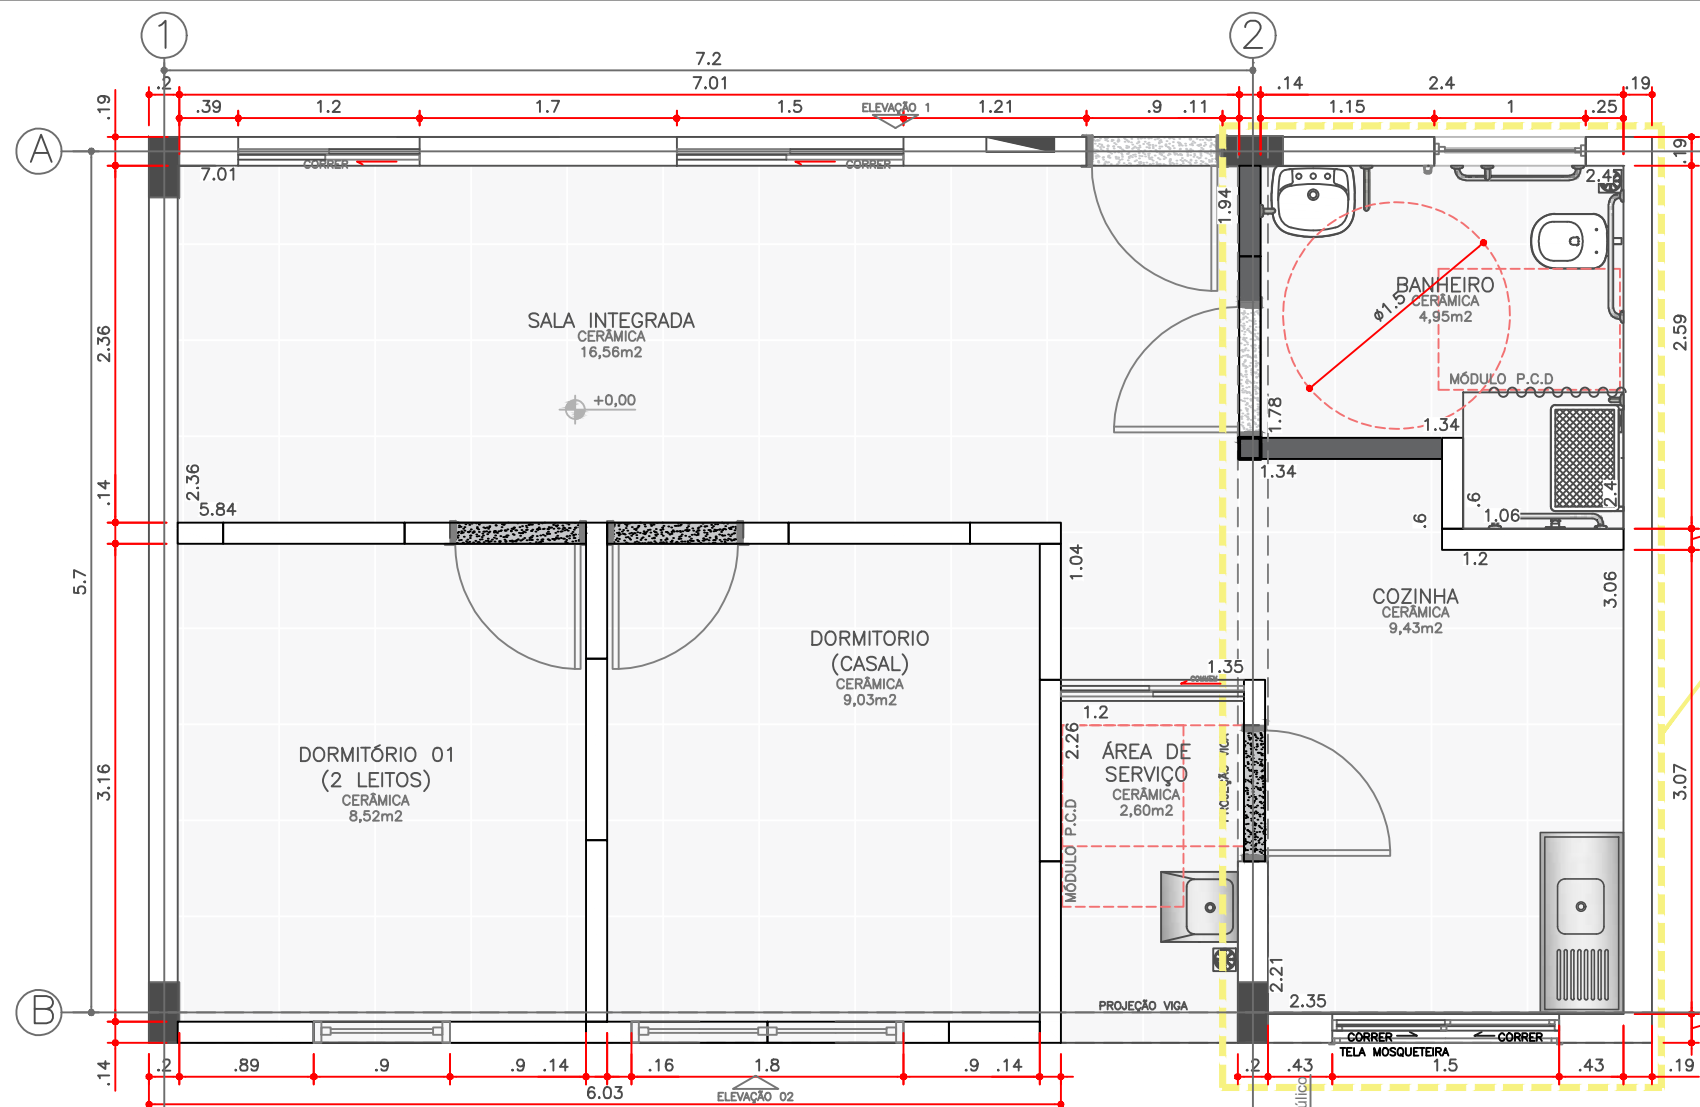 1
2
7.2
.2
7.01
.14
2.4
.19
.19
.39
1.2
1.7
1.5
ELEVAÇÃO 1
1.21
.9
.11
1.15
1
.25
A
CORRER
CORRER
7.01
.19
1.94
BANHEIRO
CERÂMICA
4,95m2
ø1.5
MÓDULO P.C.D
SALA INTEGRADA
CERÂMICA
16,56m2
+0,00
2.36
2.59
1.78
1.34
1.34
2.36
.14
5.84
.6
.6
1.06
1.2
1.04
5.7
3.06
COZINHA
CERÂMICA
9,43m2
DORMITORIO
(CASAL)
CERÂMICA
9,03m2
1.35
1.2
2.26
ÁREA DE
SERVIÇO
CERÂMICA
2,60m2
PROJEÇÃO VIGA
MÓDULO P.C.D
DORMITÓRIO 01
(2 LEITOS)
CERÂMICA
8,52m2
3.16
3.07
2.21
2.35
PROJEÇÃO VIGA
B
CORRER
CORRER
TELA MOSQUETEIRA
.14
.2
.89
.9
.9
.14
.16
1.8
.9
.14
.2
.43
1.5
.43
.19
6.03
ELEVAÇÃO 02